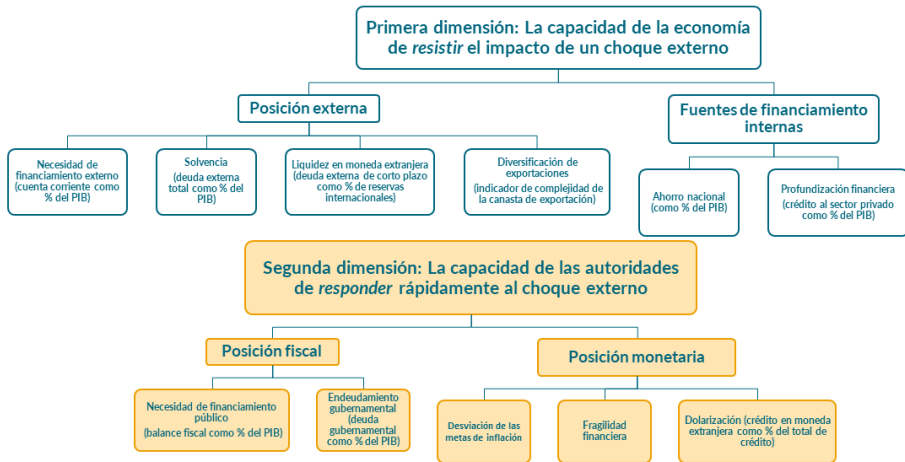 Primera dimensión: La capacidad de la economía
de resistir el impacto de un choque externo
Posición externa
Fuentes de financiamiento
internas
Necesidad de
financiamiento externo
(cuenta corriente como
% del PIB)
Solvencia
(deuda externa
total como % del
PIB)
Liquidez en moneda extranjera
(deuda externa de corto plazo
como % de reservas
internacionales)
Diversificación de
exportaciones
(indicador de complejidad de
la canasta de exportación)
Ahorro nacional
(como % del PIB)
Profundización financiera
(crédito al sector privado
como % del PIB)
Segunda dimensión: La capacidad de las autoridades
de responder rápidamente al choque externo
Posición fiscal
Posición monetaria
Necesidad de financiamiento
público
(balance fiscal como % del PIB)
Endeudamiento
gubernamental
(deuda
gubernamental
como % del PIB)
Desviación de las
metas de inflación
Fragilidad
financiera
Dolarización (crédito en moneda
extranjera como % del total de
crédito)